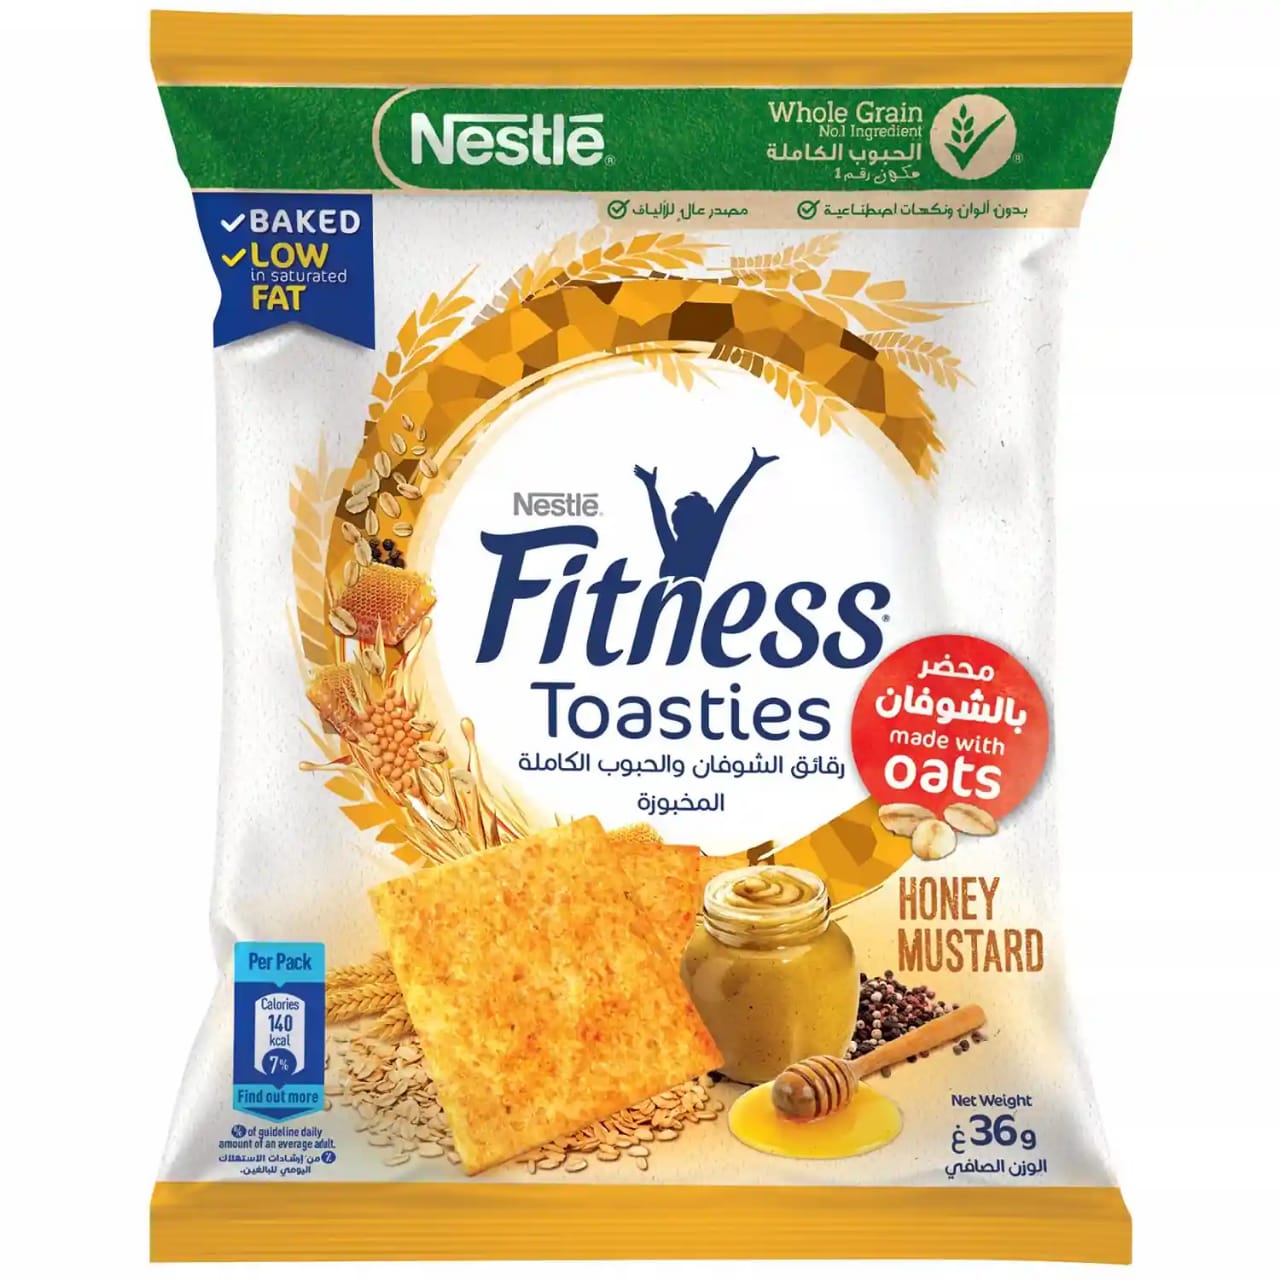 Nestlé®
Whole Grain
No.1 Ingredient
الحبوب الكاملة
مكون رقم 1
®
BAKED
LOW
in saturated
FAT
مصدر عال للألياف
بدون ألوان ونكهات اصطناعية
Nestlé®
Fitness®
Toasties
رقائق الشوفان والحبوب الكاملة
المخبوزة
محضر
بالشوفان
made with
oats
HONEY
MUSTARD
Per Pack
Calories
140
kcal
7%
Find out more
% of guideline daily
amount of an average adult.
٪ من إرشادات الاستهلاك
اليومي للبالغين.
Net Weight
غ 36 g
الوزن الصافي